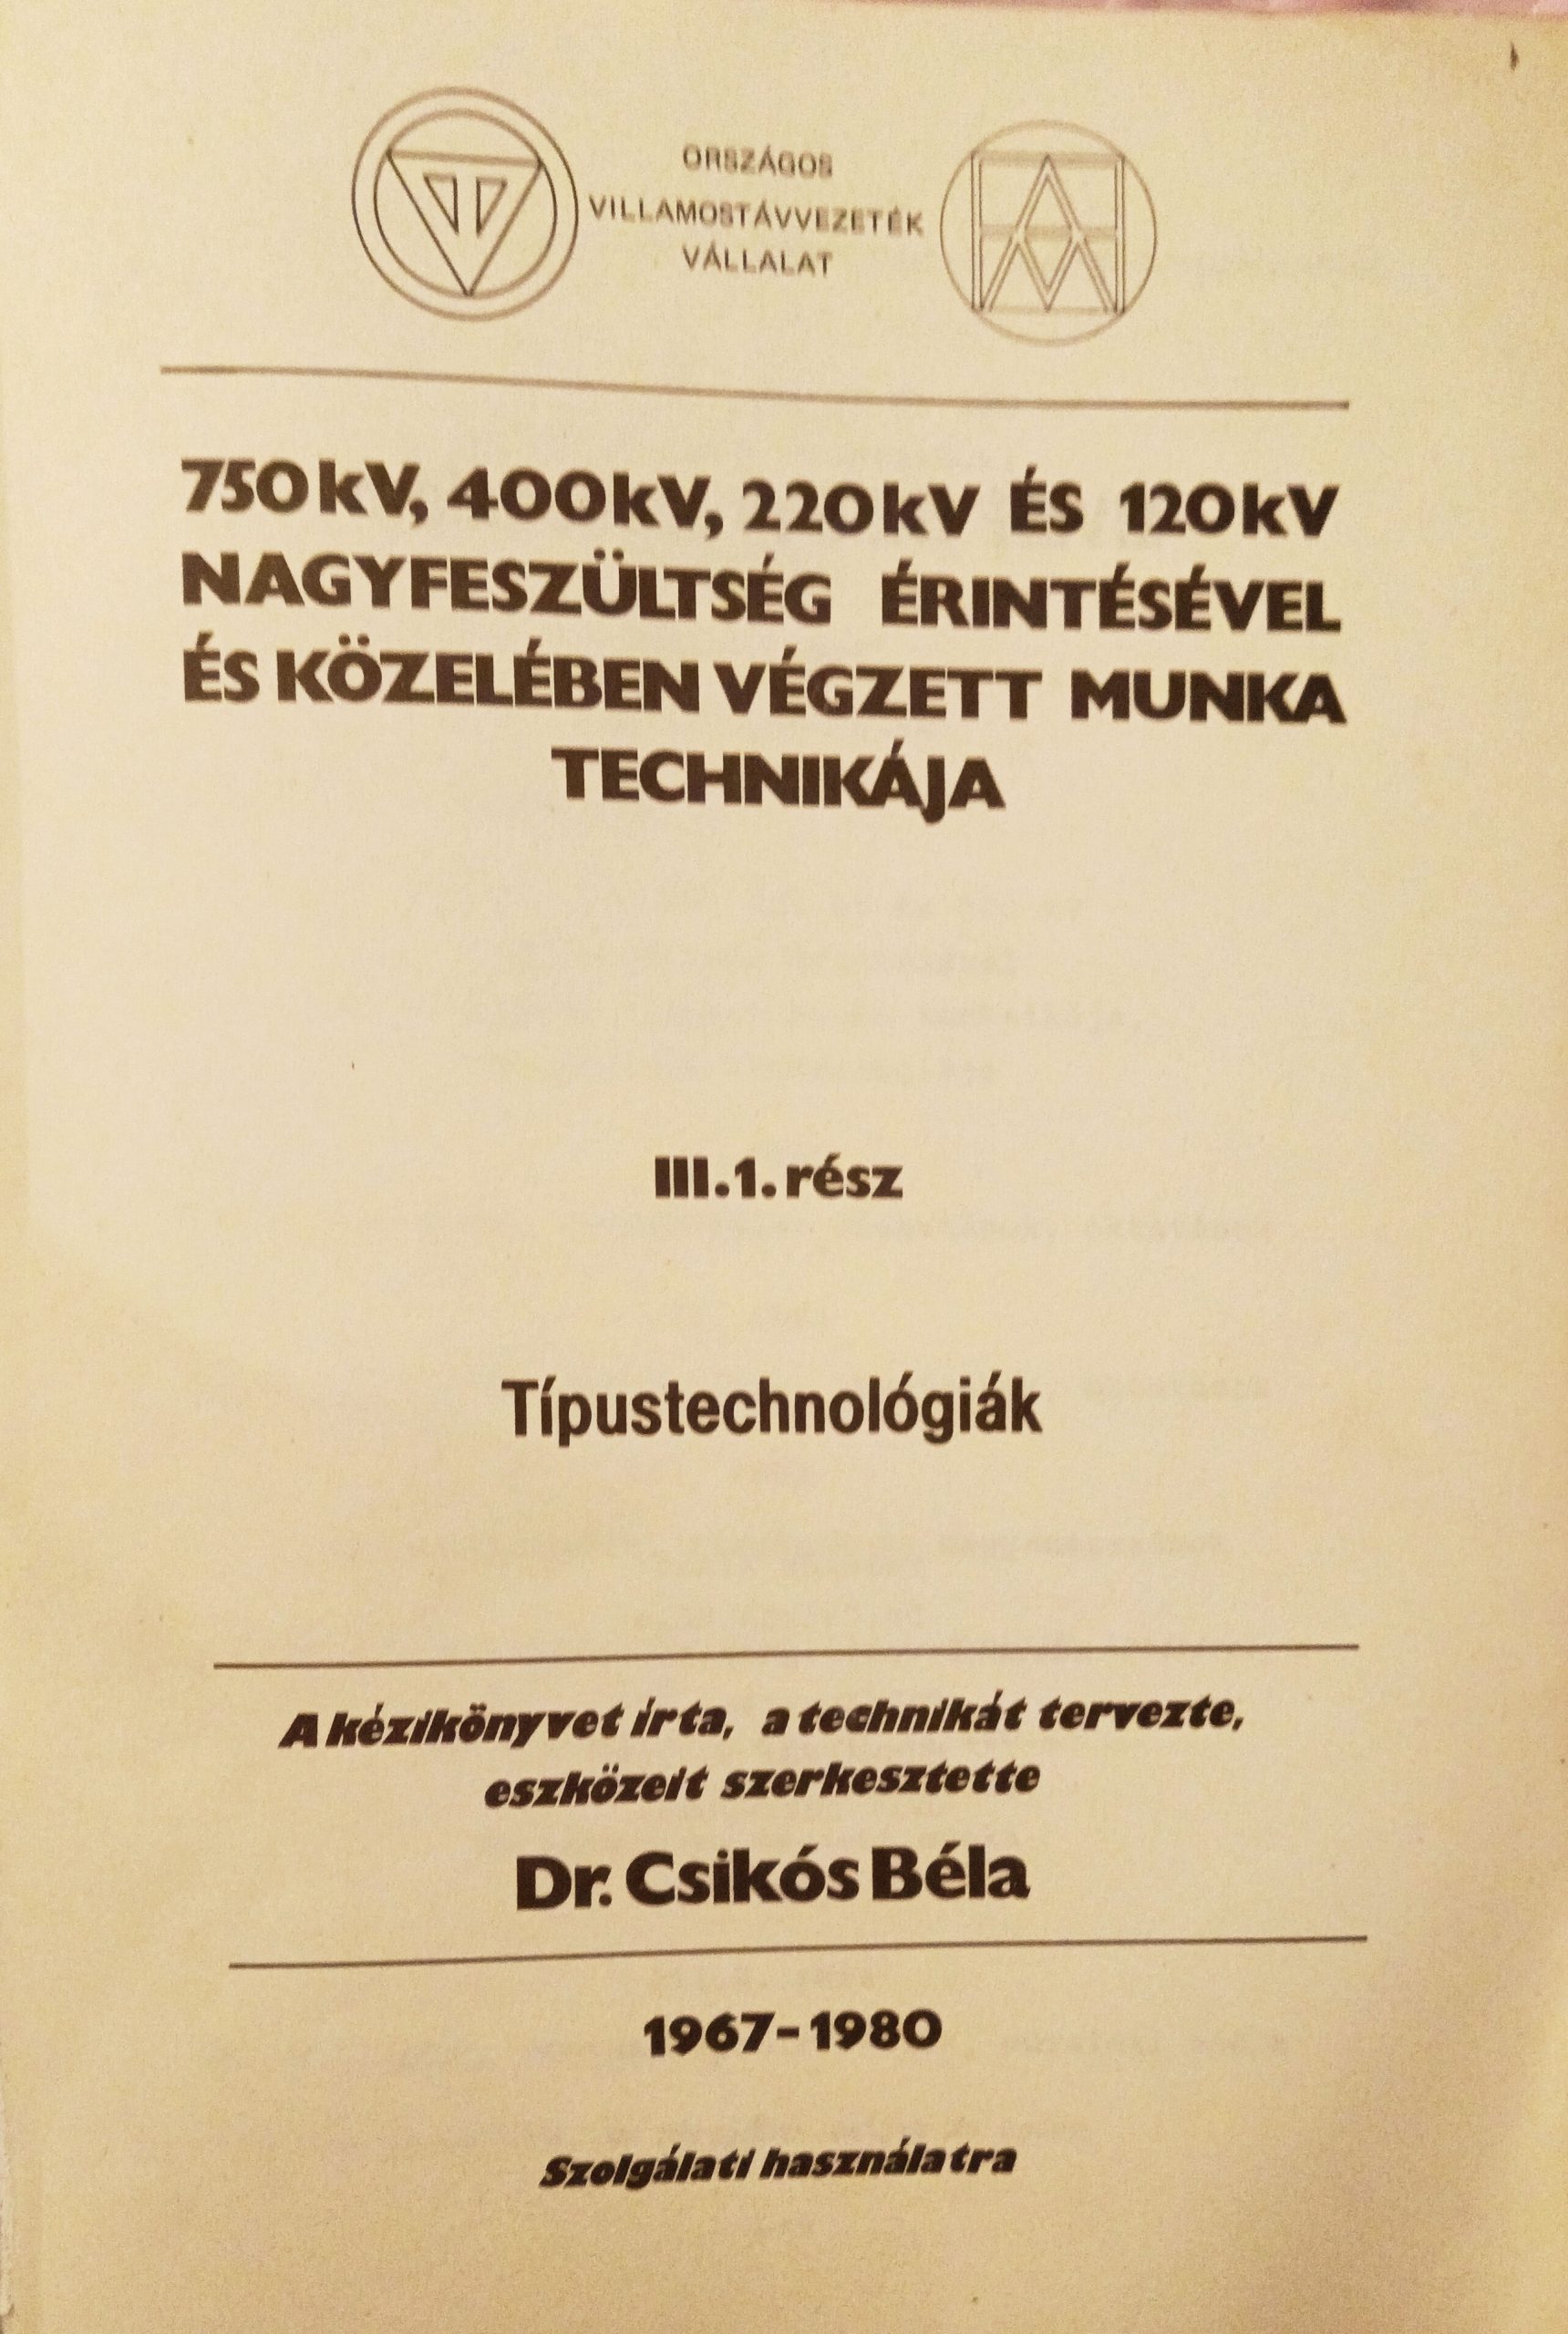 ORSZÁGOS
VILLAMOSTÁVVEZETÉK
VÁLLALAT
750kV, 400kV, 220kV ÉS 120kV
NAGYFESZÜLTSÉG ÉRINTÉSÉVEL
ÉS KÖZELÉBEN VÉGZETT MUNKA
TECHNIKÁJA
III.1. rész
Típustechnológiák
A kézikönyvet írta, a technikát tervezte,
eszközeit szerkesztette
Dr. Csikós Béla
1967-1980
Szolgálati használatra